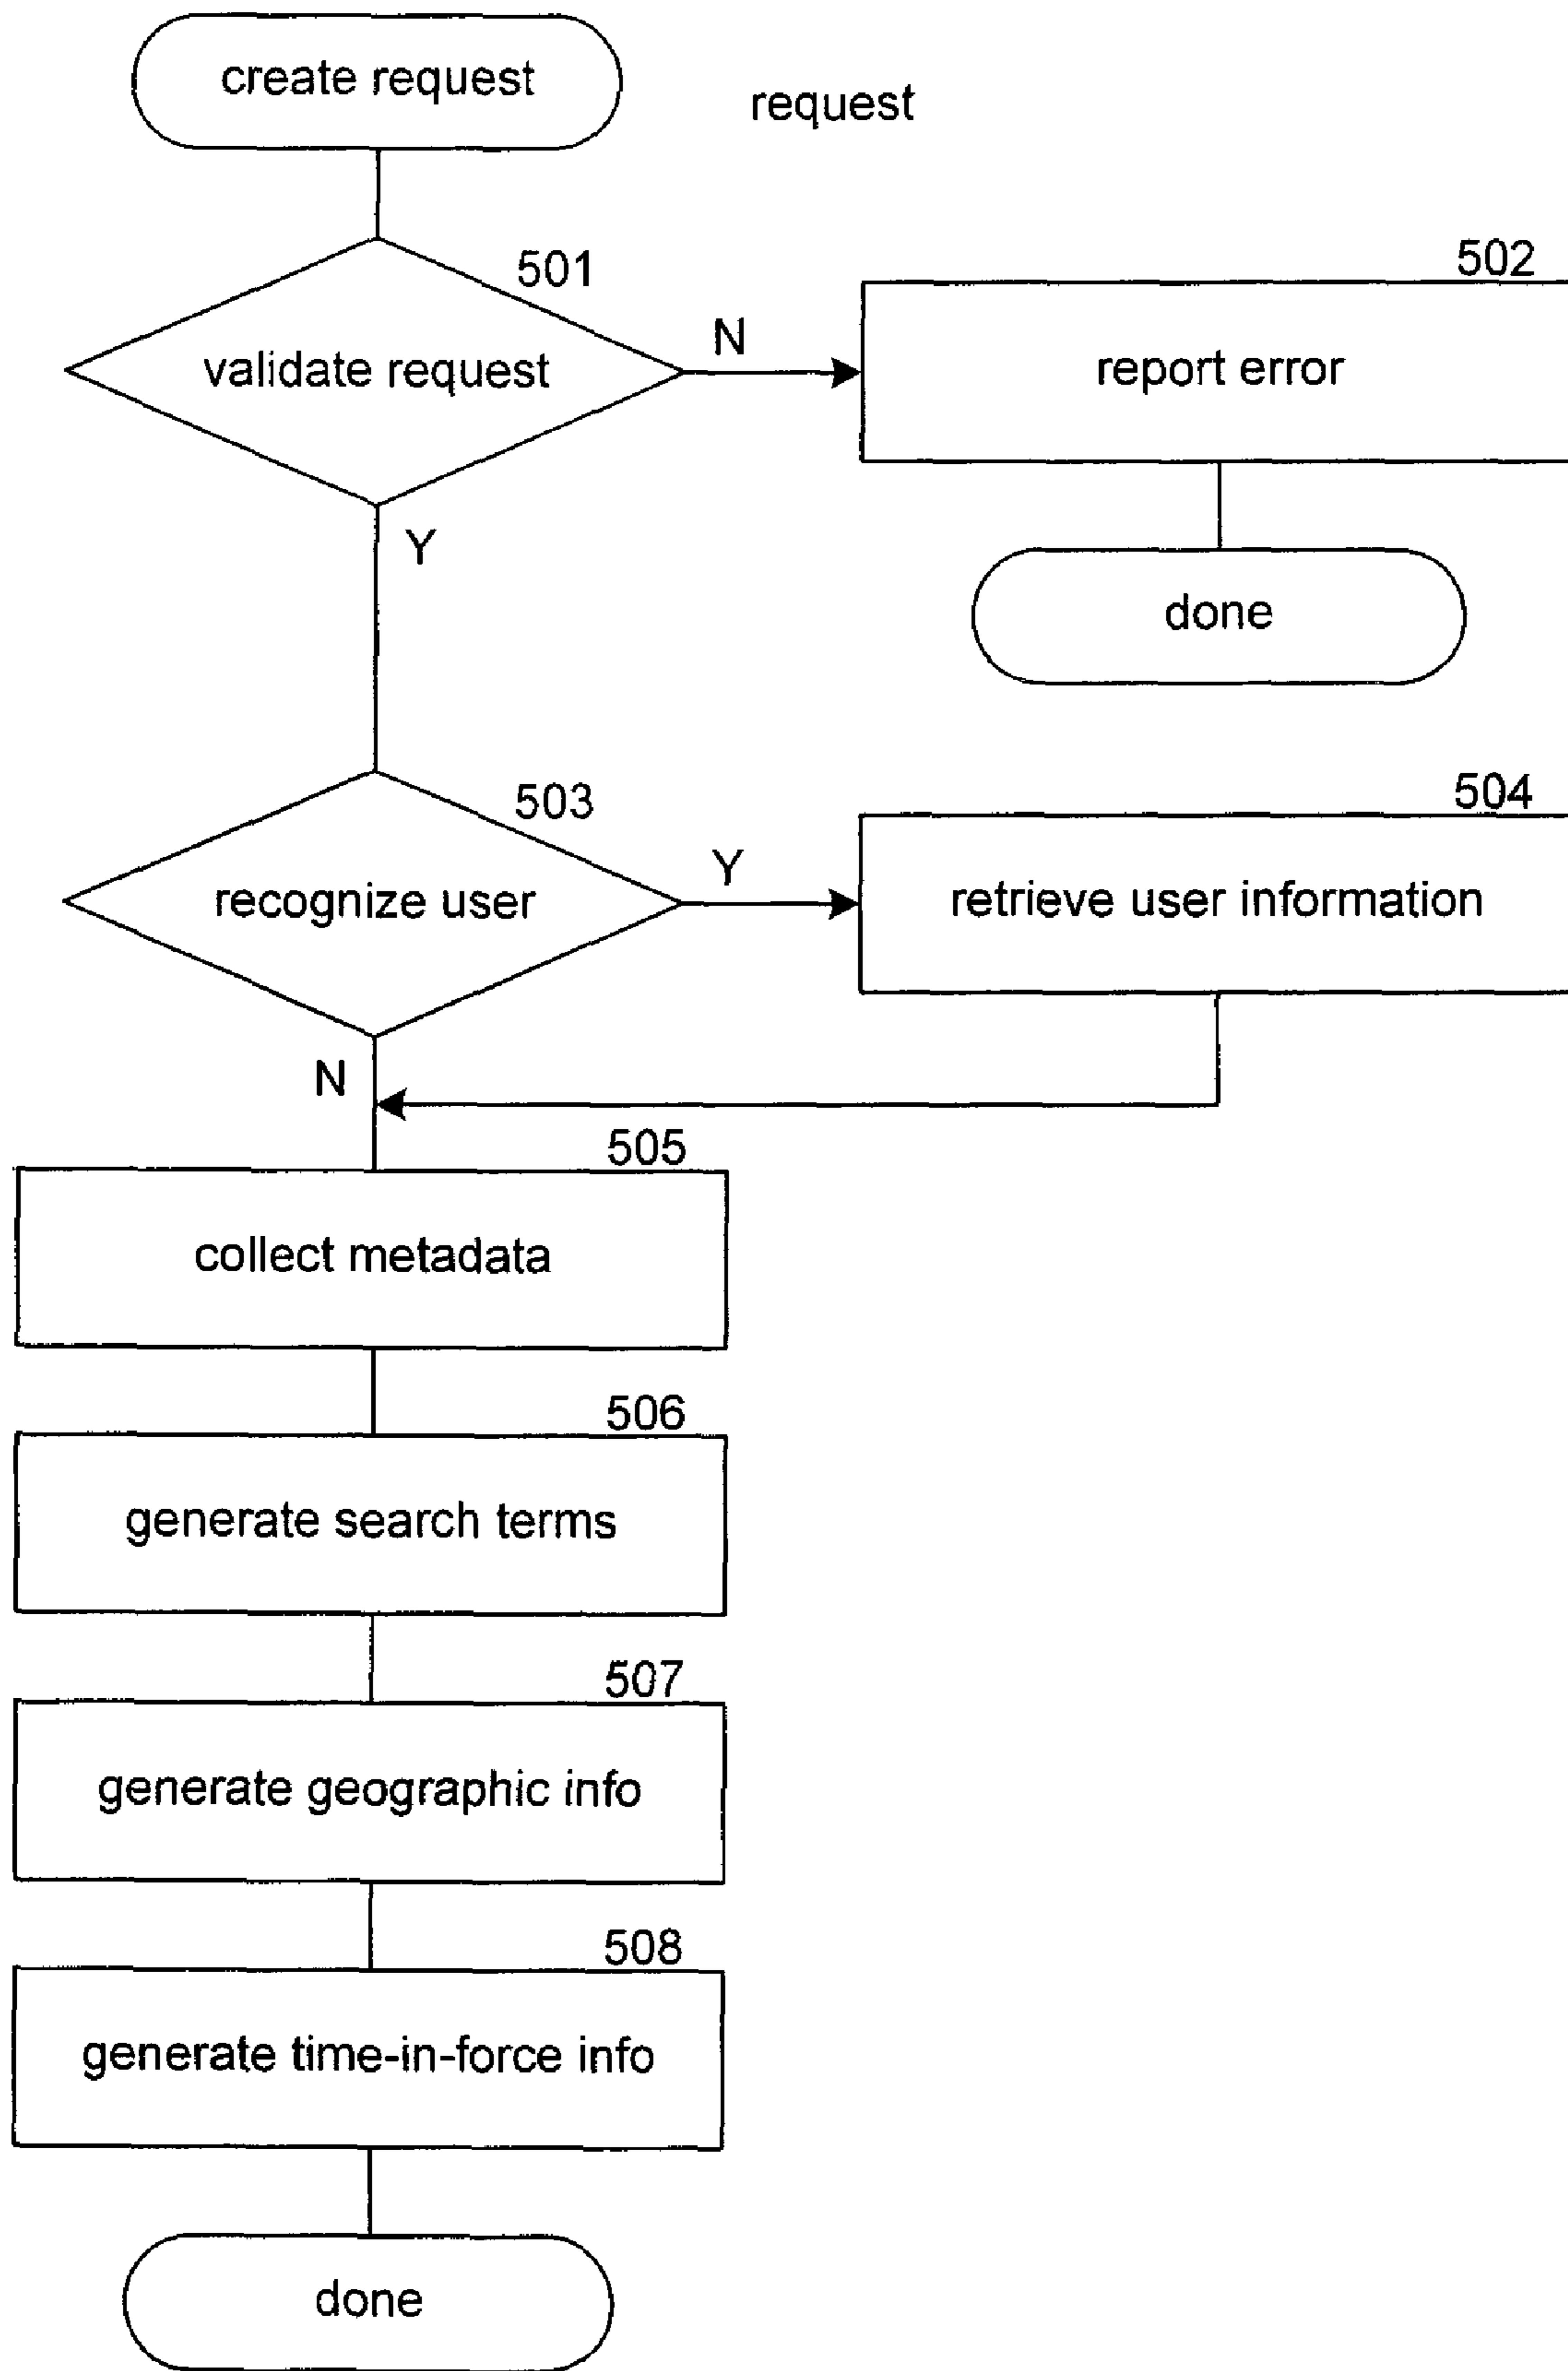 create request
request
501
validate request
N
502
report error
Y
done
503
recognize user
Y
504
retrieve user information
N
505
collect metadata
506
generate search terms
507
generate geographic info
508
generate time-in-force info
done